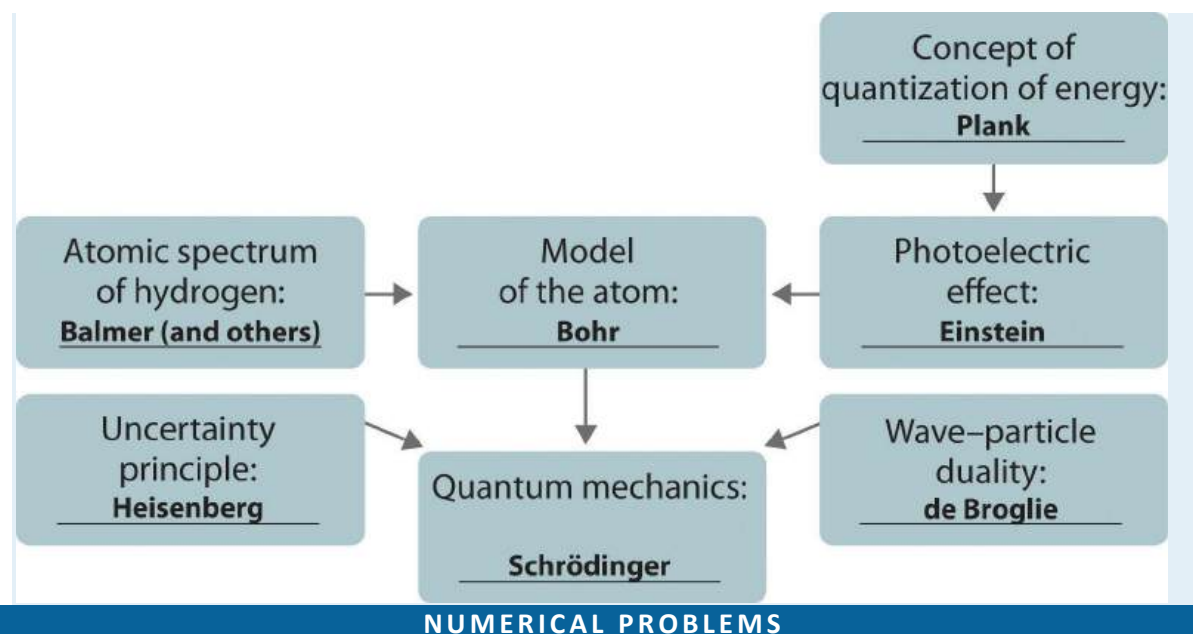 Concept of
quantization of energy:
Plank
Atomic spectrum
of hydrogen:
Balmer (and others)
Model
of the atom:
Bohr
Photoelectric
effect:
Einstein
Uncertainty
principle:
Heisenberg
Quantum mechanics:
Schrödinger
Wave–particle
duality:
de Broglie
NUMERICAL PROBLEMS